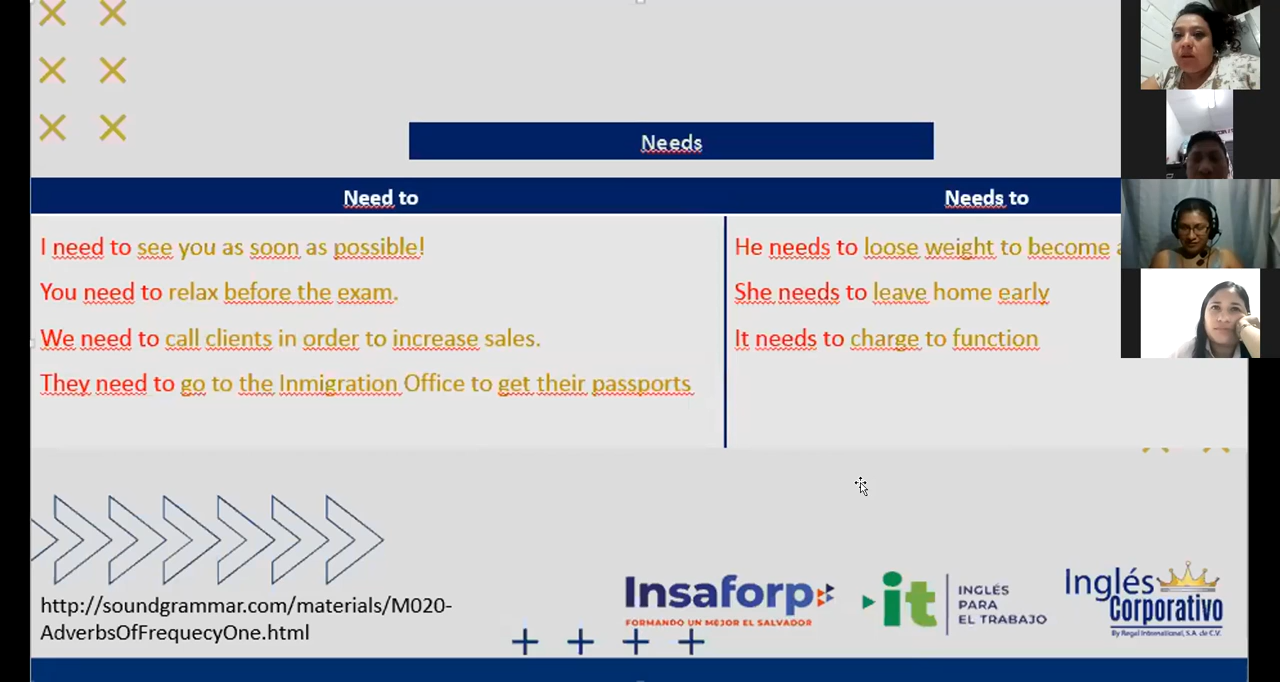 Needs
Need to
Needs to
I need to see you as soon as possible!
You need to relax before the exam.
We need to call clients in order to increase sales.
They need to go to the Inmigration Office to get their passports
He needs to loose weight to become
She needs to leave home early
It needs to charge to function
http://soundgrammar.com/materials/M020-
AdverbsOfFrequecyOne.html
Insaforp
FORMANDO UN MEJOR EL SALVADOR
it
INGLÉS
PARA
EL TRABAJO
Inglés
Corporativo
By Regal International, S.A. de C.V.